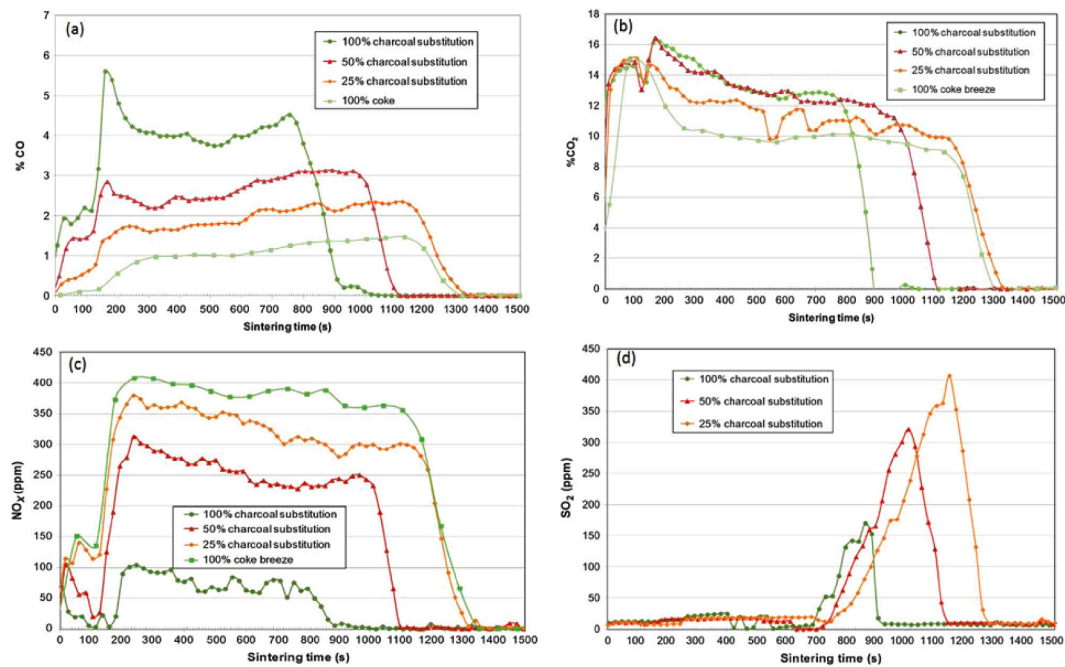 (a)
7
6
5
4
3
2
1
0
% CO
100% charcoal substitution
50% charcoal substitution
25% charcoal substitution
100% coke
0 100 200 300 400 500 600 700 800 900 1000 1100 1200 1300 1400 1500
Sintering time (s)
(b)
18
16
14
12
10
8
6
4
2
0
%CO₂
100% charcoal substitution
50% charcoal substitution
25% charcoal substitution
100% coke breeze
0 100 200 300 400 500 600 700 800 900 1000 1100 1200 1300 1400 1500
Sintering time (s)
(c)
450
400
350
300
250
200
150
100
50
0
NOX (ppm)
100% charcoal substitution
50% charcoal substitution
25% charcoal substitution
100% coke breeze
0 100 200 300 400 500 600 700 800 900 1000 1100 1200 1300 1400 1500
Sintering time (s)
(d)
450
400
350
300
250
200
150
100
50
0
SO₂ (ppm)
100% charcoal substitution
50% charcoal substitution
25% charcoal substitution
0 100 200 300 400 500 600 700 800 900 1000 1100 1200 1300 1400 1500
Sintering time (s)